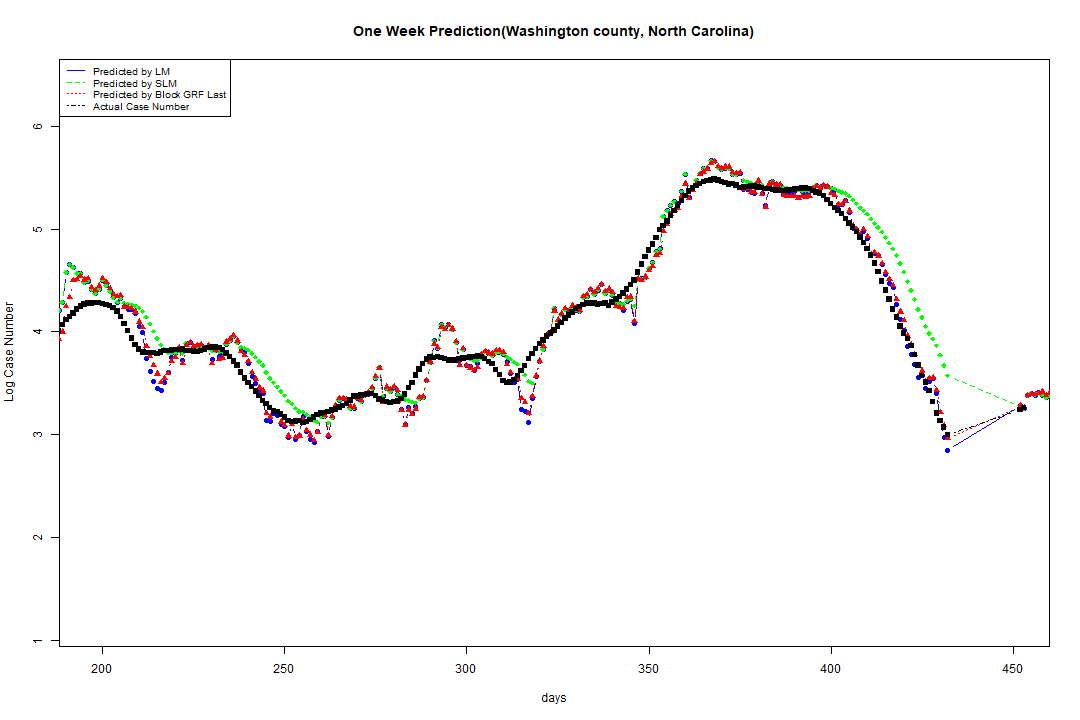 One Week Prediction(Washington county, North Carolina)
Predicted by LM
Predicted by SLM
Predicted by Block GRF Last
Actual Case Number
Log Case Number
6
5
4
3
2
1
200 250 300 350 400 450
days